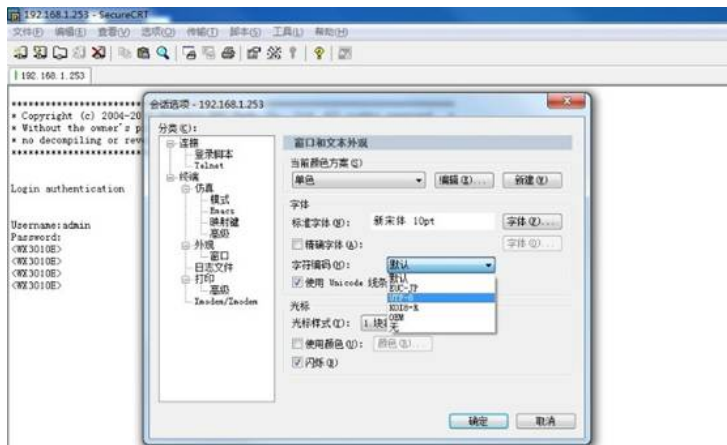 192.168.1.253 - SecureCRT
文件(F) 编辑(E) 查看(V) 选项(O) 传输(T) 脚本(S) 工具(L) 帮助(H)
192.168.1.253
* Copyright (c) 2004-20
* Without the owner's p
* no decompiling or rev
Login authentication
Username:admin
Password:
<WX3010E>
<WX3010E>
<WX3010E>
<WX3010E>
会话选项 - 192.168.1.253
分类(C):
连接
登录脚本
Telnet
终端
仿真
模式
Emacs
映射键
高级
外观
窗口
日志文件
打印
高级
Xmodem/Zmodem
窗口和文本外观
当前颜色方案
单色
编辑 新建
字体
标准字体 新宋体 10pt 字体
精确字体 字体
字符编码 默认
默认
EUC-JP
UTF-8
KOI8-R
OEM
无
使用 Unicode 线条
光标
光标样式 1.块
使用颜色 颜色
闪烁
确定 取消